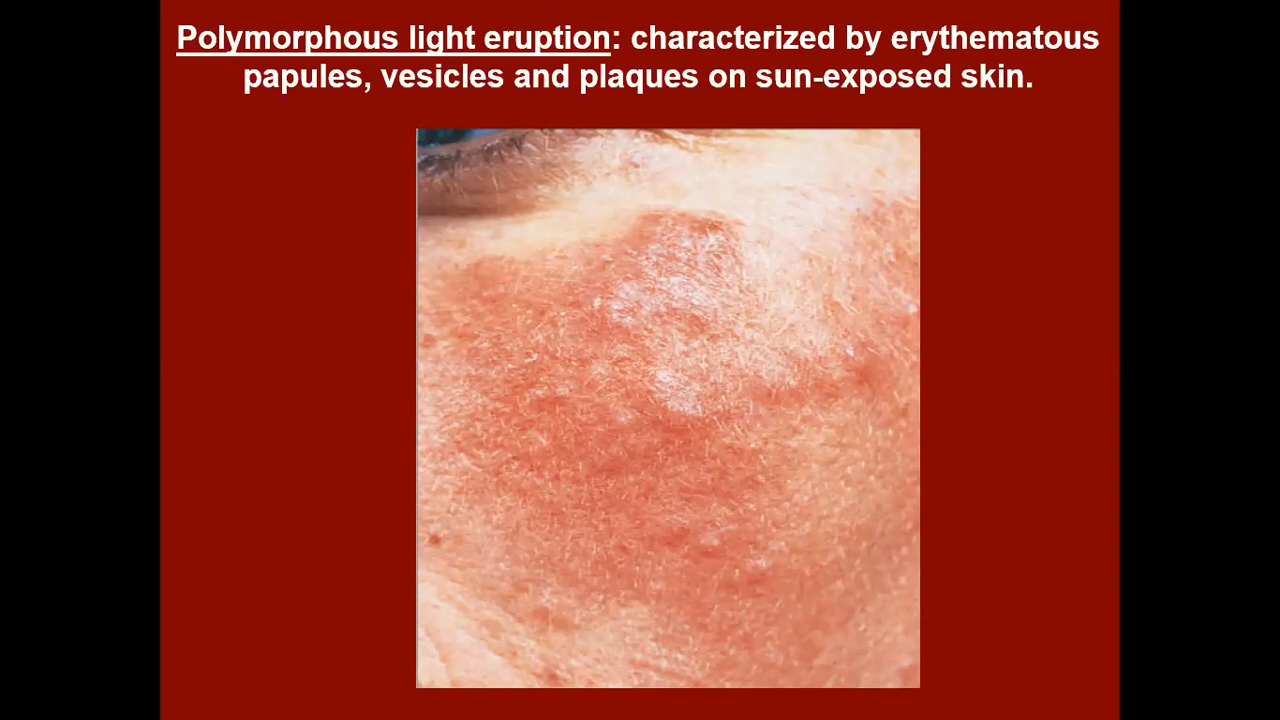 Polymorphous light eruption: characterized by erythematous
papules, vesicles and plaques on sun-exposed skin.